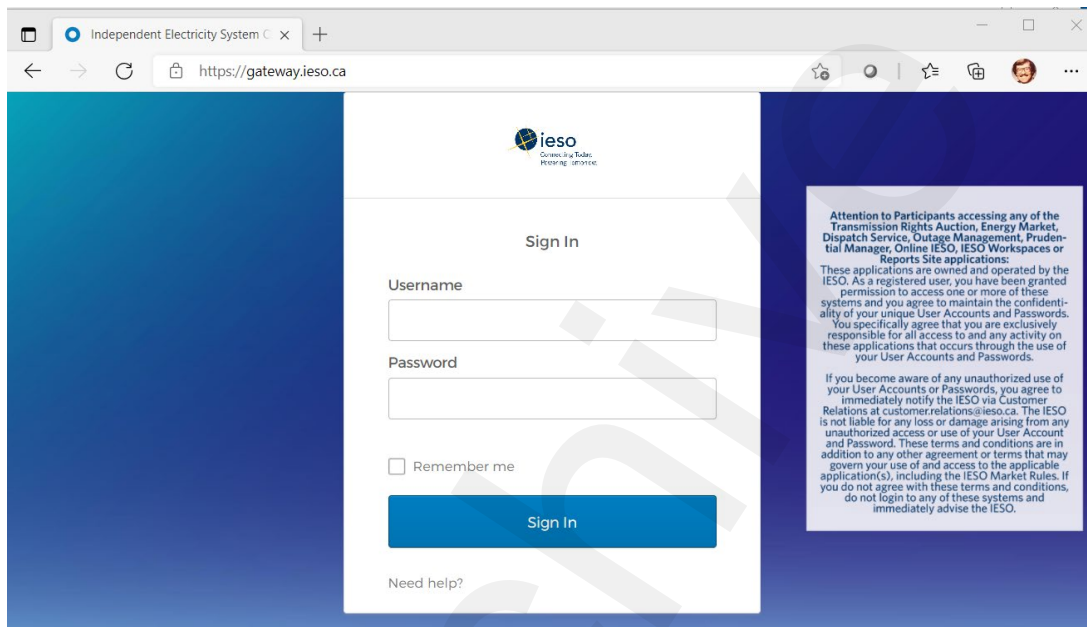 Independent Electricity System C
https://gateway.ieso.ca
ieso
Connecting Today.
Powering Tomorrow.
Sign In
Username
Password
Remember me
Sign In
Need help?
Attention to Participants accessing any of the
Transmission Rights Auction, Energy Market,
Dispatch Service, Outage Management, Pruden-
tial Manager, Online IESO, IESO Workspaces or
Reports Site applications:
These applications are owned and operated by the
IESO. As a registered user, you have been granted
permission to access one or more of these
systems and you agree to maintain the confidenti-
ality of your unique User Accounts and Passwords.
You specifically agree that you are exclusively
responsible for all access to and any activity on
these applications that occurs through the use of
your User Accounts and Passwords.
If you become aware of any unauthorized use of
your User Accounts or Passwords, you agree to
immediately notify the IESO via Customer
Relations at customer.relations@ieso.ca. The IESO
is not liable for any loss or damage arising from any
unauthorized access or use of your User Account
and Password. These terms and conditions are in
addition to any other agreement or terms that may
govern your use of and access to the applicable
application(s), including the IESO Market Rules. If
you do not agree with these terms and conditions,
do not login to any of these systems and
immediately advise the IESO.